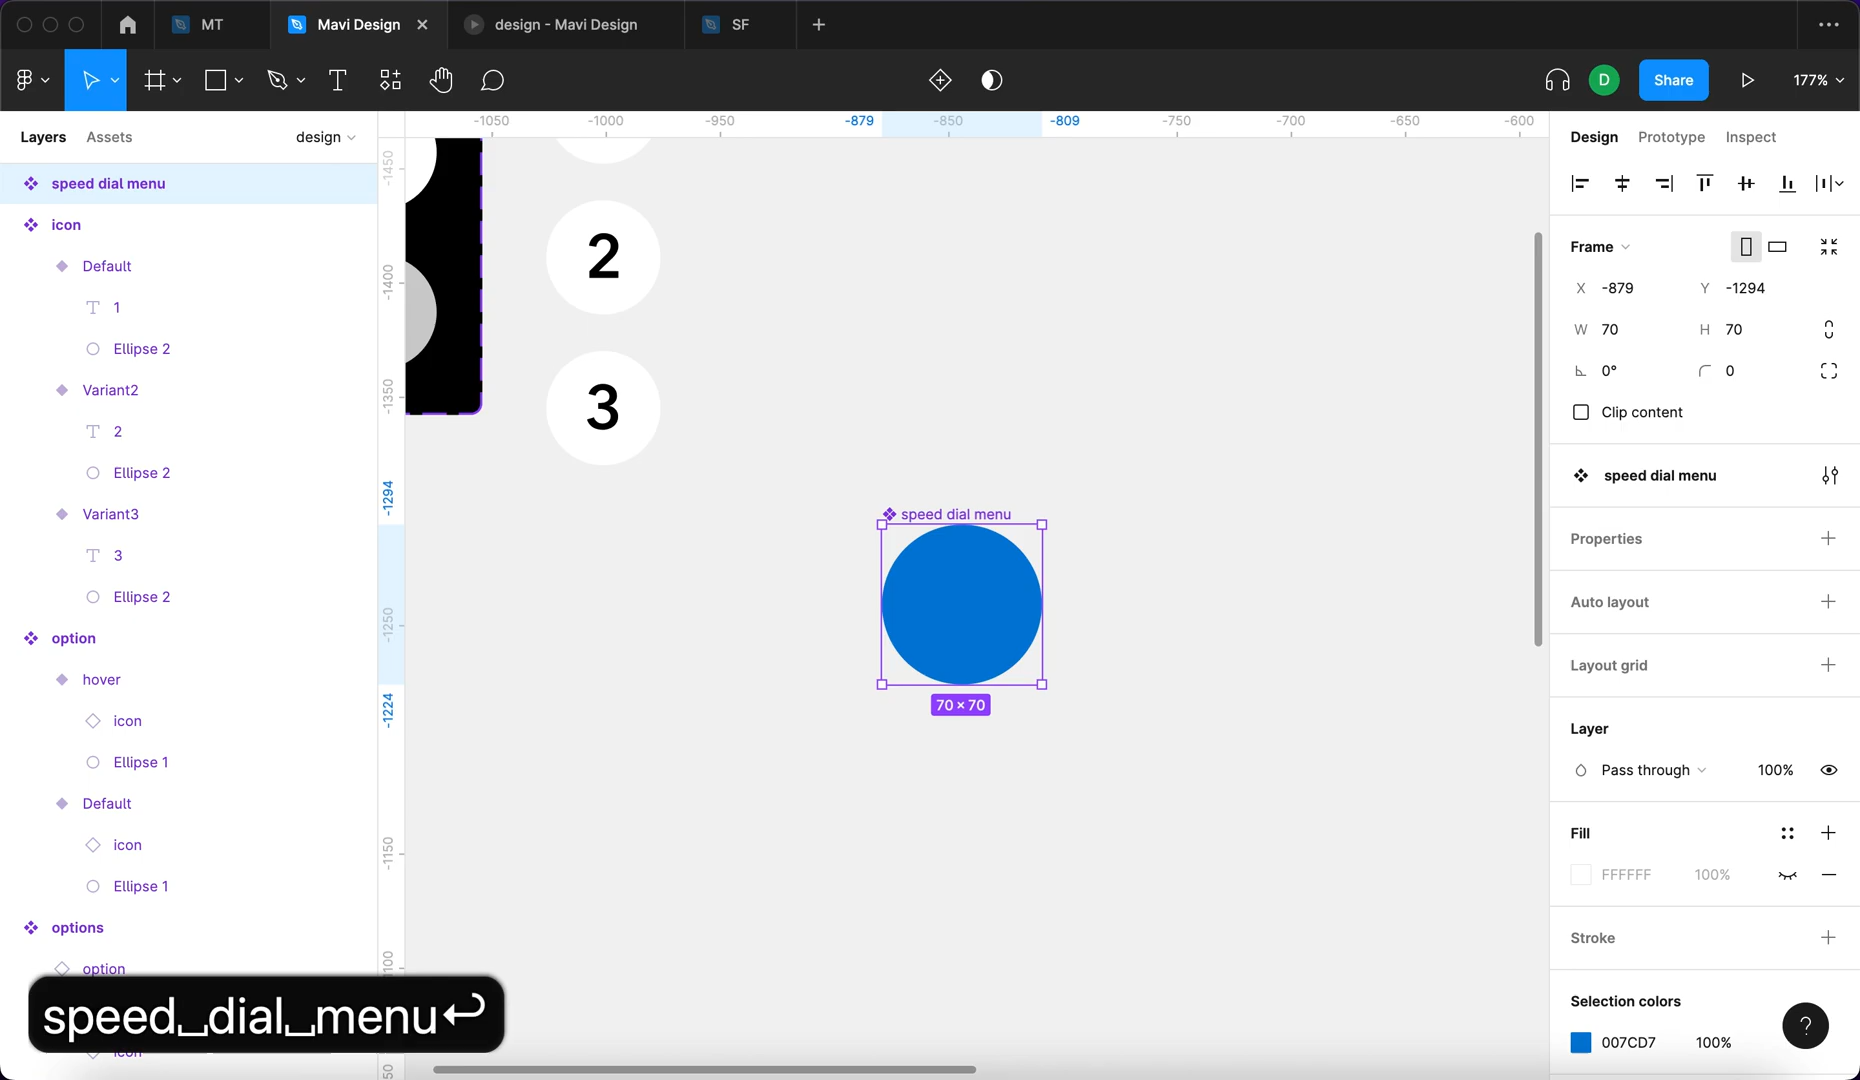 MT
Mavi Design
design - Mavi Design
SF
D
Share
177%
Layers
Assets
design
-1050
-1000
-950
-879
-850
-809
-750
-700
-650
-600
Design
Prototype
Inspect
speed dial menu
icon
Default
1
Ellipse 2
Variant2
2
Ellipse 2
Variant3
3
Ellipse 2
option
hover
icon
Ellipse 1
Default
icon
Ellipse 1
options
option
icon
speed␣dial␣menu↩
-1450
-1400
-1350
-1294
-1250
-1224
-1150
50
2
3
speed dial menu
70 × 70
Frame
X -879
Y -1294
W 70
H 70
0°
0
Clip content
speed dial menu
Properties
Auto layout
Layout grid
Layer
Pass through
100%
Fill
FFFFFF
100%
Stroke
Selection colors
007CD7
100%
?